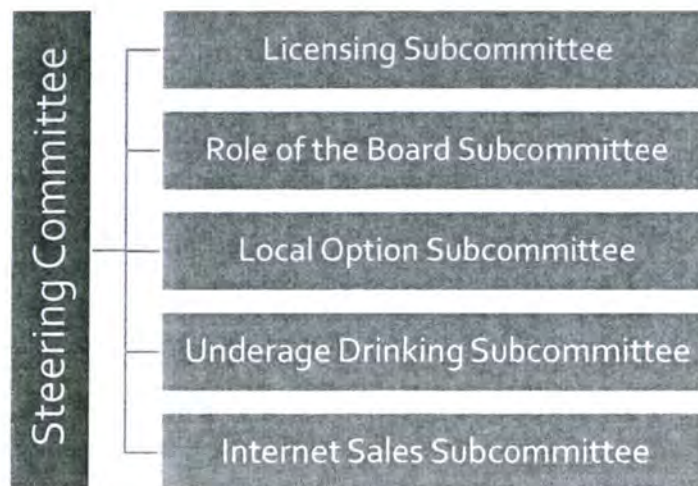 Steering Committee
Licensing Subcommittee
Role of the Board Subcommittee
Local Option Subcommittee
Underage Drinking Subcommittee
Internet Sales Subcommittee